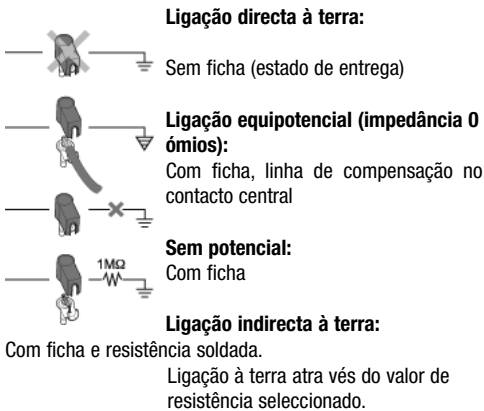 Ligação directa à terra:
Sem ficha (estado de entrega)
Ligação equipotencial (impedância 0
ómios):
Com ficha, linha de compensação no
contacto central
Sem potencial:
1MΩ
Com ficha
Ligação indirecta à terra:
Com ficha e resistência soldada.
Ligação à terra atra vés do valor de
resistência seleccionado.